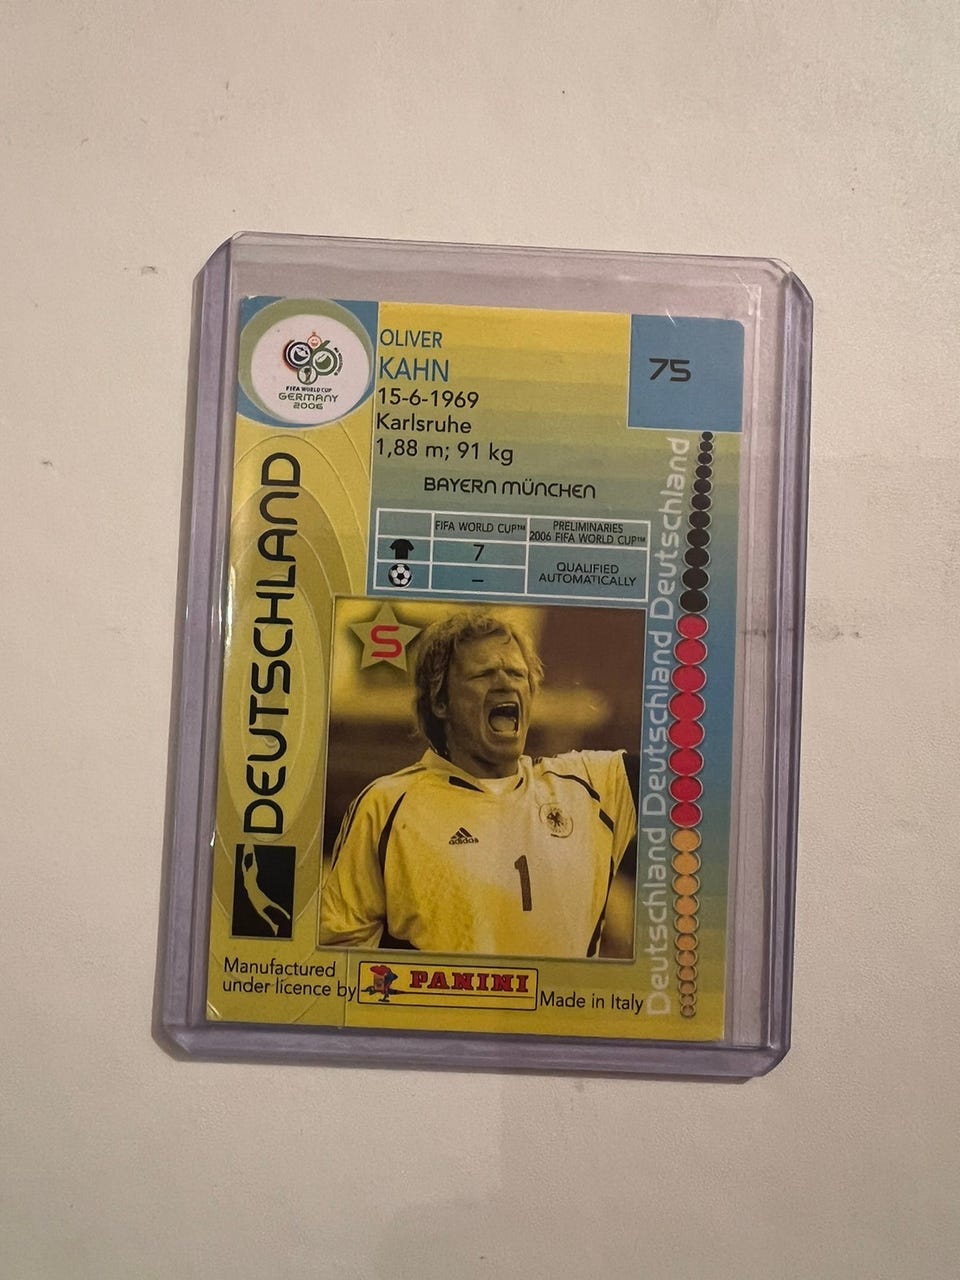 FIFA WORLD CUP
GERMANY
2006
OLIVER
KAHN
15-6-1969
Karlsruhe
1,88 m; 91 kg
BAYERN MÜNCHEN
75
FIFA WORLD CUP™
PRELIMINARIES
2006 FIFA WORLD CUP™
7
–
QUALIFIED
AUTOMATICALLY
DEUTSCHLAND
Deutschland Deutschland Deutschland
S
adidas
1
Manufactured
under licence by
PANINI
Made in Italy